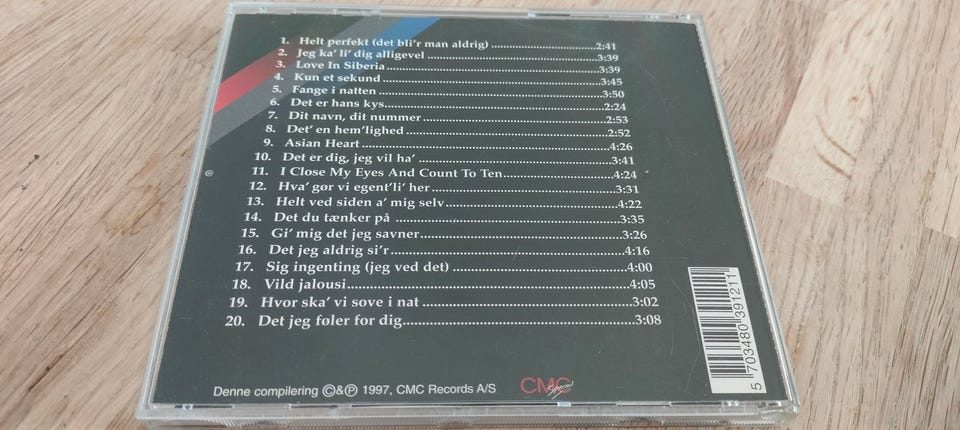 1. Helt perfekt (det bli'r man aldrig) 2:41
2. Jeg ka' li' dig alligevel 3:39
3. Love In Siberia 3:39
4. Kun et sekund 3:45
5. Fange i natten 3:50
6. Det er hans kys 2:24
7. Dit navn, dit nummer 2:53
8. Det' en hem'lighed 2:52
9. Asian Heart 4:26
10. Det er dig, jeg vil ha' 3:41
11. I Close My Eyes And Count To Ten 4:24
12. Hva' gør vi egent'li' her 3:31
13. Helt ved siden a' mig selv 4:22
14. Det du tænker på 3:35
15. Gi' mig det jeg savner 3:26
16. Det jeg aldrig si'r 4:16
17. Sig ingenting (jeg ved det) 4:00
18. Vild jalousi 4:05
19. Hvor ska' vi sove i nat 3:02
20. Det jeg føler for dig 3:08
Denne compilering ©&℗ 1997, CMC Records A/S
CMC Special
5 703480 391211